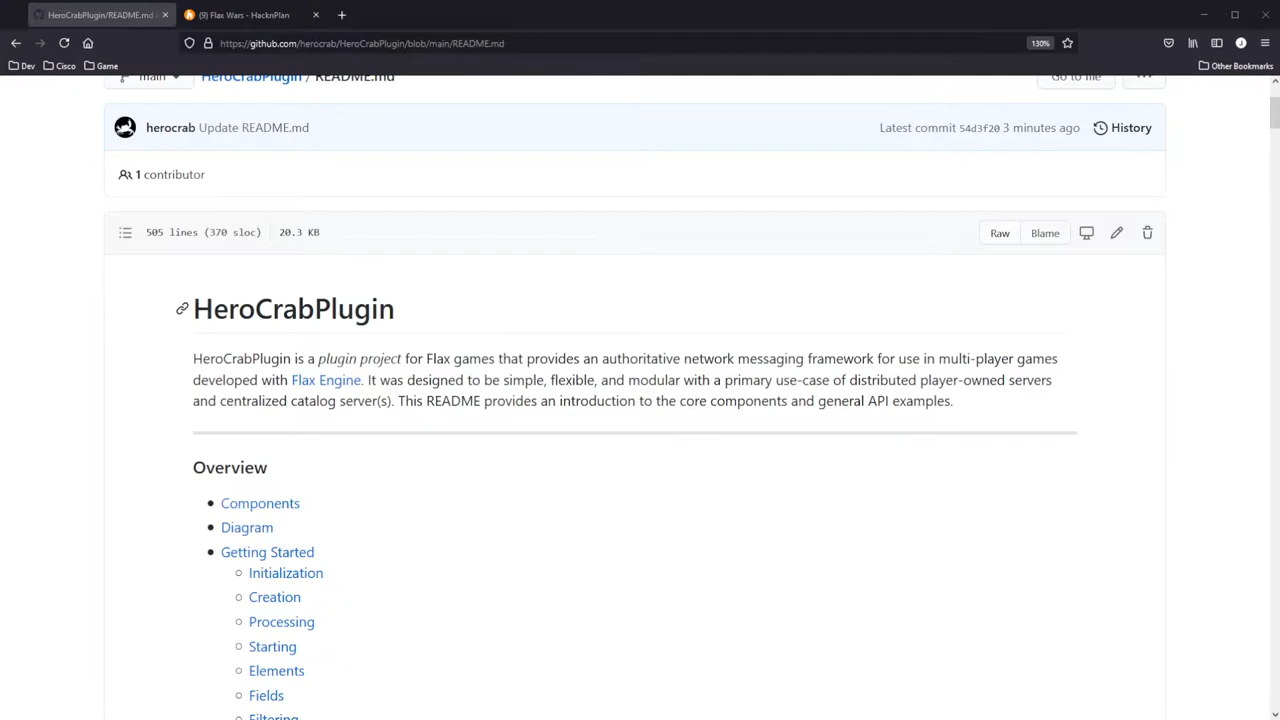 HeroCrabPlugin/README.md
(9) Flax Wars - HacknPlan
https://github.com/herocrab/HeroCrabPlugin/blob/main/README.md
130%
Dev
Cisco
Game
Other Bookmarks
main
HeroCrabPlugin / README.md
Go to file
herocrab Update README.md
Latest commit 54d3f20 3 minutes ago
History
1 contributor
505 lines (370 sloc)
20.3 KB
Raw
Blame
HeroCrabPlugin
HeroCrabPlugin is a plugin project for Flax games that provides an authoritative network messaging framework for use in multi-player games
developed with Flax Engine. It was designed to be simple, flexible, and modular with a primary use-case of distributed player-owned servers
and centralized catalog server(s). This README provides an introduction to the core components and general API examples.
Overview
Components
Diagram
Getting Started
Initialization
Creation
Processing
Starting
Elements
Fields
Filtering